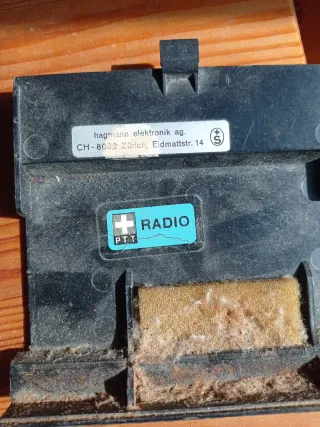 hagmann elektronik ag.
CH - 8032 Zürich, Eidmattstr. 14
S
RADIO
PTT